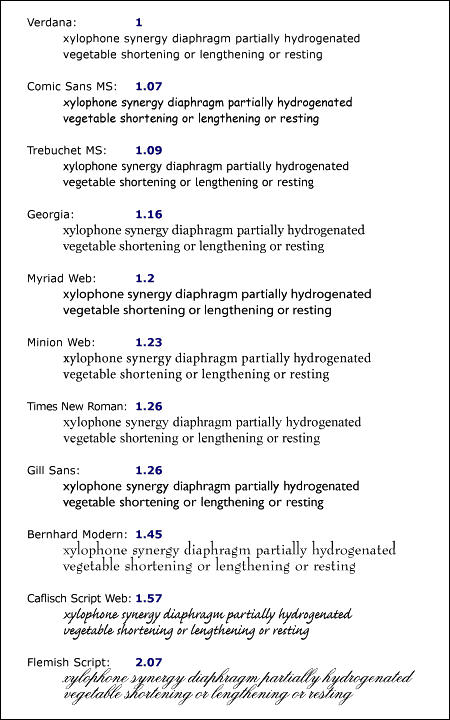 Verdana: 1
xylophone synergy diaphragm partially hydrogenated
vegetable shortening or lengthening or resting
Comic Sans MS: 1.07
xylophone synergy diaphragm partially hydrogenated
vegetable shortening or lengthening or resting
Trebuchet MS: 1.09
xylophone synergy diaphragm partially hydrogenated
vegetable shortening or lengthening or resting
Georgia: 1.16
xylophone synergy diaphragm partially hydrogenated
vegetable shortening or lengthening or resting
Myriad Web: 1.2
xylophone synergy diaphragm partially hydrogenated
vegetable shortening or lengthening or resting
Minion Web: 1.23
xylophone synergy diaphragm partially hydrogenated
vegetable shortening or lengthening or resting
Times New Roman: 1.26
xylophone synergy diaphragm partially hydrogenated
vegetable shortening or lengthening or resting
Gill Sans: 1.26
xylophone synergy diaphragm partially hydrogenated
vegetable shortening or lengthening or resting
Bernhard Modern: 1.45
xylophone synergy diaphragm partially hydrogenated
vegetable shortening or lengthening or resting
Caflisch Script Web: 1.57
xylophone synergy diaphragm partially hydrogenated
vegetable shortening or lengthening or resting
Flemish Script: 2.07
xylophone synergy diaphragm partially hydrogenated
vegetable shortening or lengthening or resting